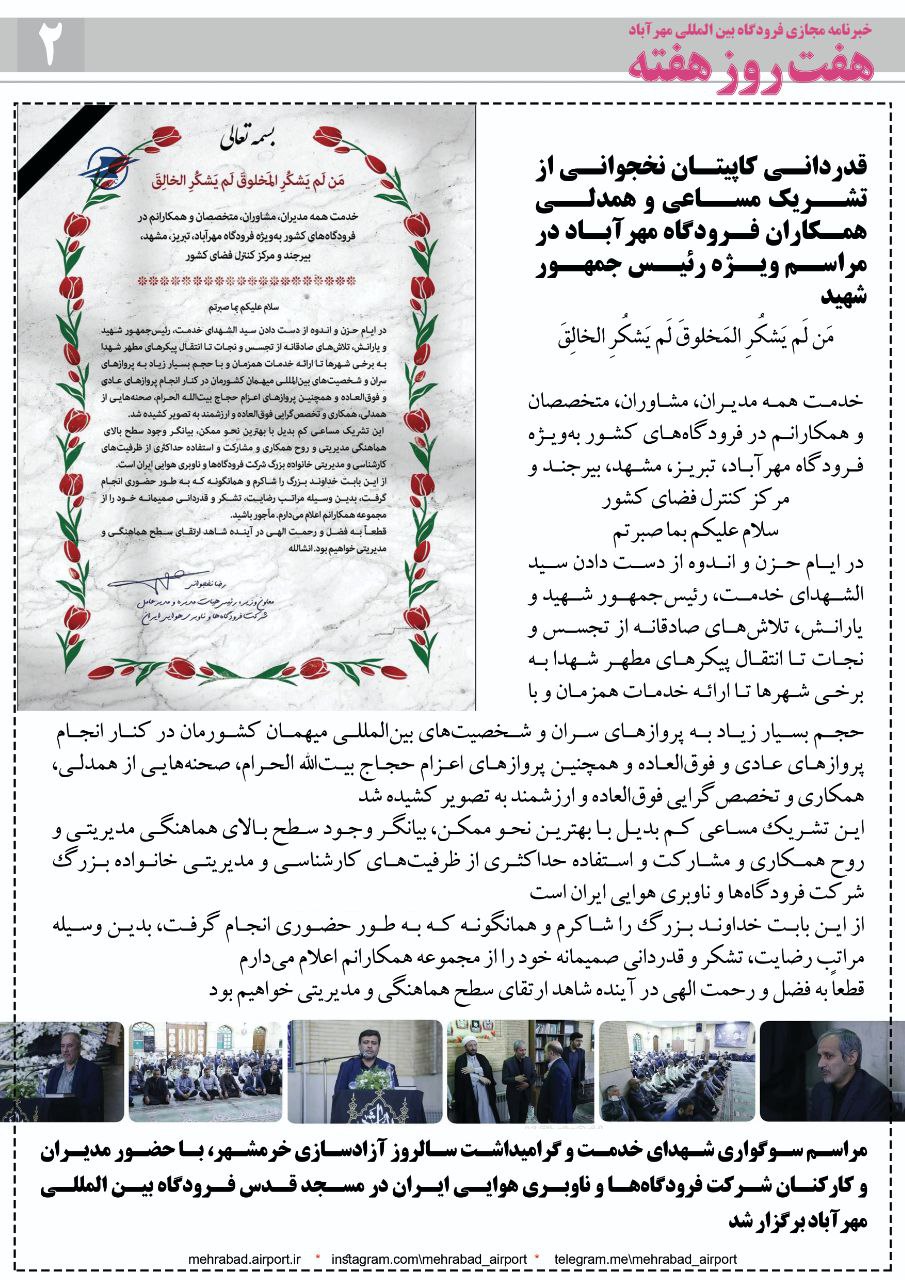 خبرنامه مجازی فرودگاه بین المللی مهرآباد
هفت روز هفته
۲
قدردانی کاپیتان نخجوانی از
تشریک مساعی و همدلی
همکاران فرودگاه مهرآباد در
مراسم ویژه رئیس جمهور
شهید
مَن لَم یَشکُرِ المَخلوقَ لَم یَشکُرِ الخالِقَ
خدمت همه مدیران، مشاوران، متخصصان
و همکارانم در فرودگاه‌های کشور به‌ویژه
فرودگاه مهرآباد، تبریز، مشهد، بیرجند و
مرکز کنترل فضای کشور
سلام علیکم بما صبرتم
در ایام حزن و اندوه از دست دادن سید
الشهدای خدمت، رئیس‌جمهور شهید و
یارانش، تلاش‌های صادقانه از تجسس و
نجات تا انتقال پیکرهای مطهر شهدا به
برخی شهرها تا ارائه خدمات همزمان و با
حجم بسیار زیاد به پروازهای سران و شخصیت‌های بین‌المللی میهمان کشورمان در کنار انجام
پروازهای عادی و فوق‌العاده و همچنین پروازهای اعزام حجاج بیت‌الله الحرام، صحنه‌هایی از همدلی،
همکاری و تخصص‌گرایی فوق‌العاده و ارزشمند به تصویر کشیده شد
این تشریک مساعی کم بدیل با بهترین نحو ممکن، بیانگر وجود سطح بالای هماهنگی مدیریتی و
روح همکاری و مشارکت و استفاده حداکثری از ظرفیت‌های کارشناسی و مدیریتی خانواده بزرگ
شرکت فرودگاه‌ها و ناوبری هوایی ایران است
از این بابت خداوند بزرگ را شاکرم و همانگونه که به طور حضوری انجام گرفت، بدین وسیله
مراتبِ رضایت، تشکر و قدردانی صمیمانه خود را از مجموعه همکارانم اعلام می‌دارم
قطعاً به فضل و رحمت الهی در آینده شاهد ارتقای سطح هماهنگی و مدیریتی خواهیم بود
بسمه تعالی
مَن لَم یَشکُرِ المَخلوقَ لَم یَشکُرِ الخالِقَ
خدمت همه مدیران، مشاوران، متخصصان و همکارانم در
فرودگاه‌های کشور به‌ویژه فرودگاه مهرآباد، تبریز، مشهد،
بیرجند و مرکز کنترل فضای کشور
سلام علیکم بما صبرتم
در ایام حزن و اندوه از دست دادن سید الشهدای خدمت، رئیس‌جمهور شهید
و یارانش، تلاش‌های صادقانه از تجسس و نجات تا انتقال پیکرهای مطهر شهدا
به برخی شهرها تا ارائه خدمات همزمان و با حجم بسیار زیاد به پروازهای
سران و شخصیت‌های بین‌المللی میهمان کشورمان در کنار انجام پروازهای عادی
و فوق‌العاده و همچنین پروازهای اعزام حجاج بیت‌الله الحرام، صحنه‌هایی از
همدلی، همکاری و تخصص‌گرایی فوق‌العاده و ارزشمند به تصویر کشیده شد.
این تشریک مساعی کم بدیل با بهترین نحو ممکن، بیانگر وجود سطح بالای
هماهنگی مدیریتی و روح همکاری و مشارکت و استفاده حداکثری از ظرفیت‌های
کارشناسی و مدیریتی خانواده بزرگ شرکت فرودگاه‌ها و ناوبری هوایی ایران است.
از این بابت خداوند بزرگ را شاکرم و همانگونه که به طور حضوری انجام
گرفت، بدین وسیله مراتب رضایت، تشکر و قدردانی صمیمانه خود را از
مجموعه همکارانم اعلام می‌دارم. مأجور باشید.
قطعاً به فضل و رحمت الهی در آینده شاهد ارتقای سطح هماهنگی و
مدیریتی خواهیم بود. انشالله
رضا نخجوانی
معاون وزیر، رئیس هیات مدیره و مدیرعامل
شرکت فرودگاه‌ها و ناوبری هوایی ایران
مراسم سوگواری شهدای خدمت و گرامیداشت سالروز آزادسازی خرمشهر، با حضور مدیران
و کارکنان شرکت فرودگاه‌ها و ناوبری هوایی ایران در مسجد قدس فرودگاه بین المللی
مهرآباد برگزار شد
mehrabad.airport.ir * instagram.com\mehrabad_airport * telegram.me\mehrabad_airport